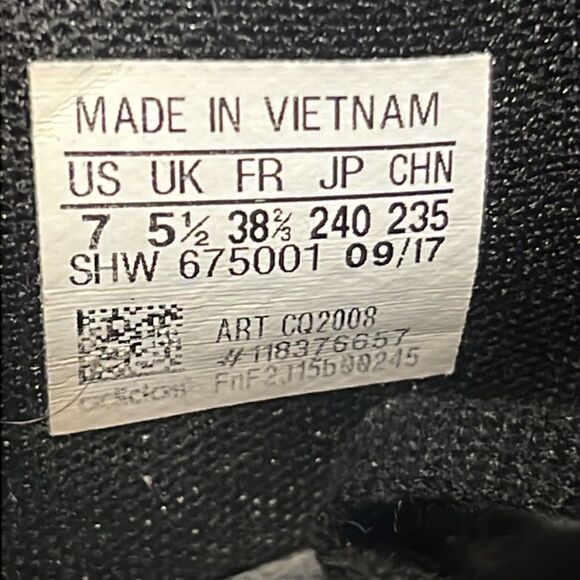 MADE IN VIETNAM
US UK FR JP CHN
7 5½ 38⅔ 240 235
SHW 675001 09/17
ART CQ2008
#118376657
adidas